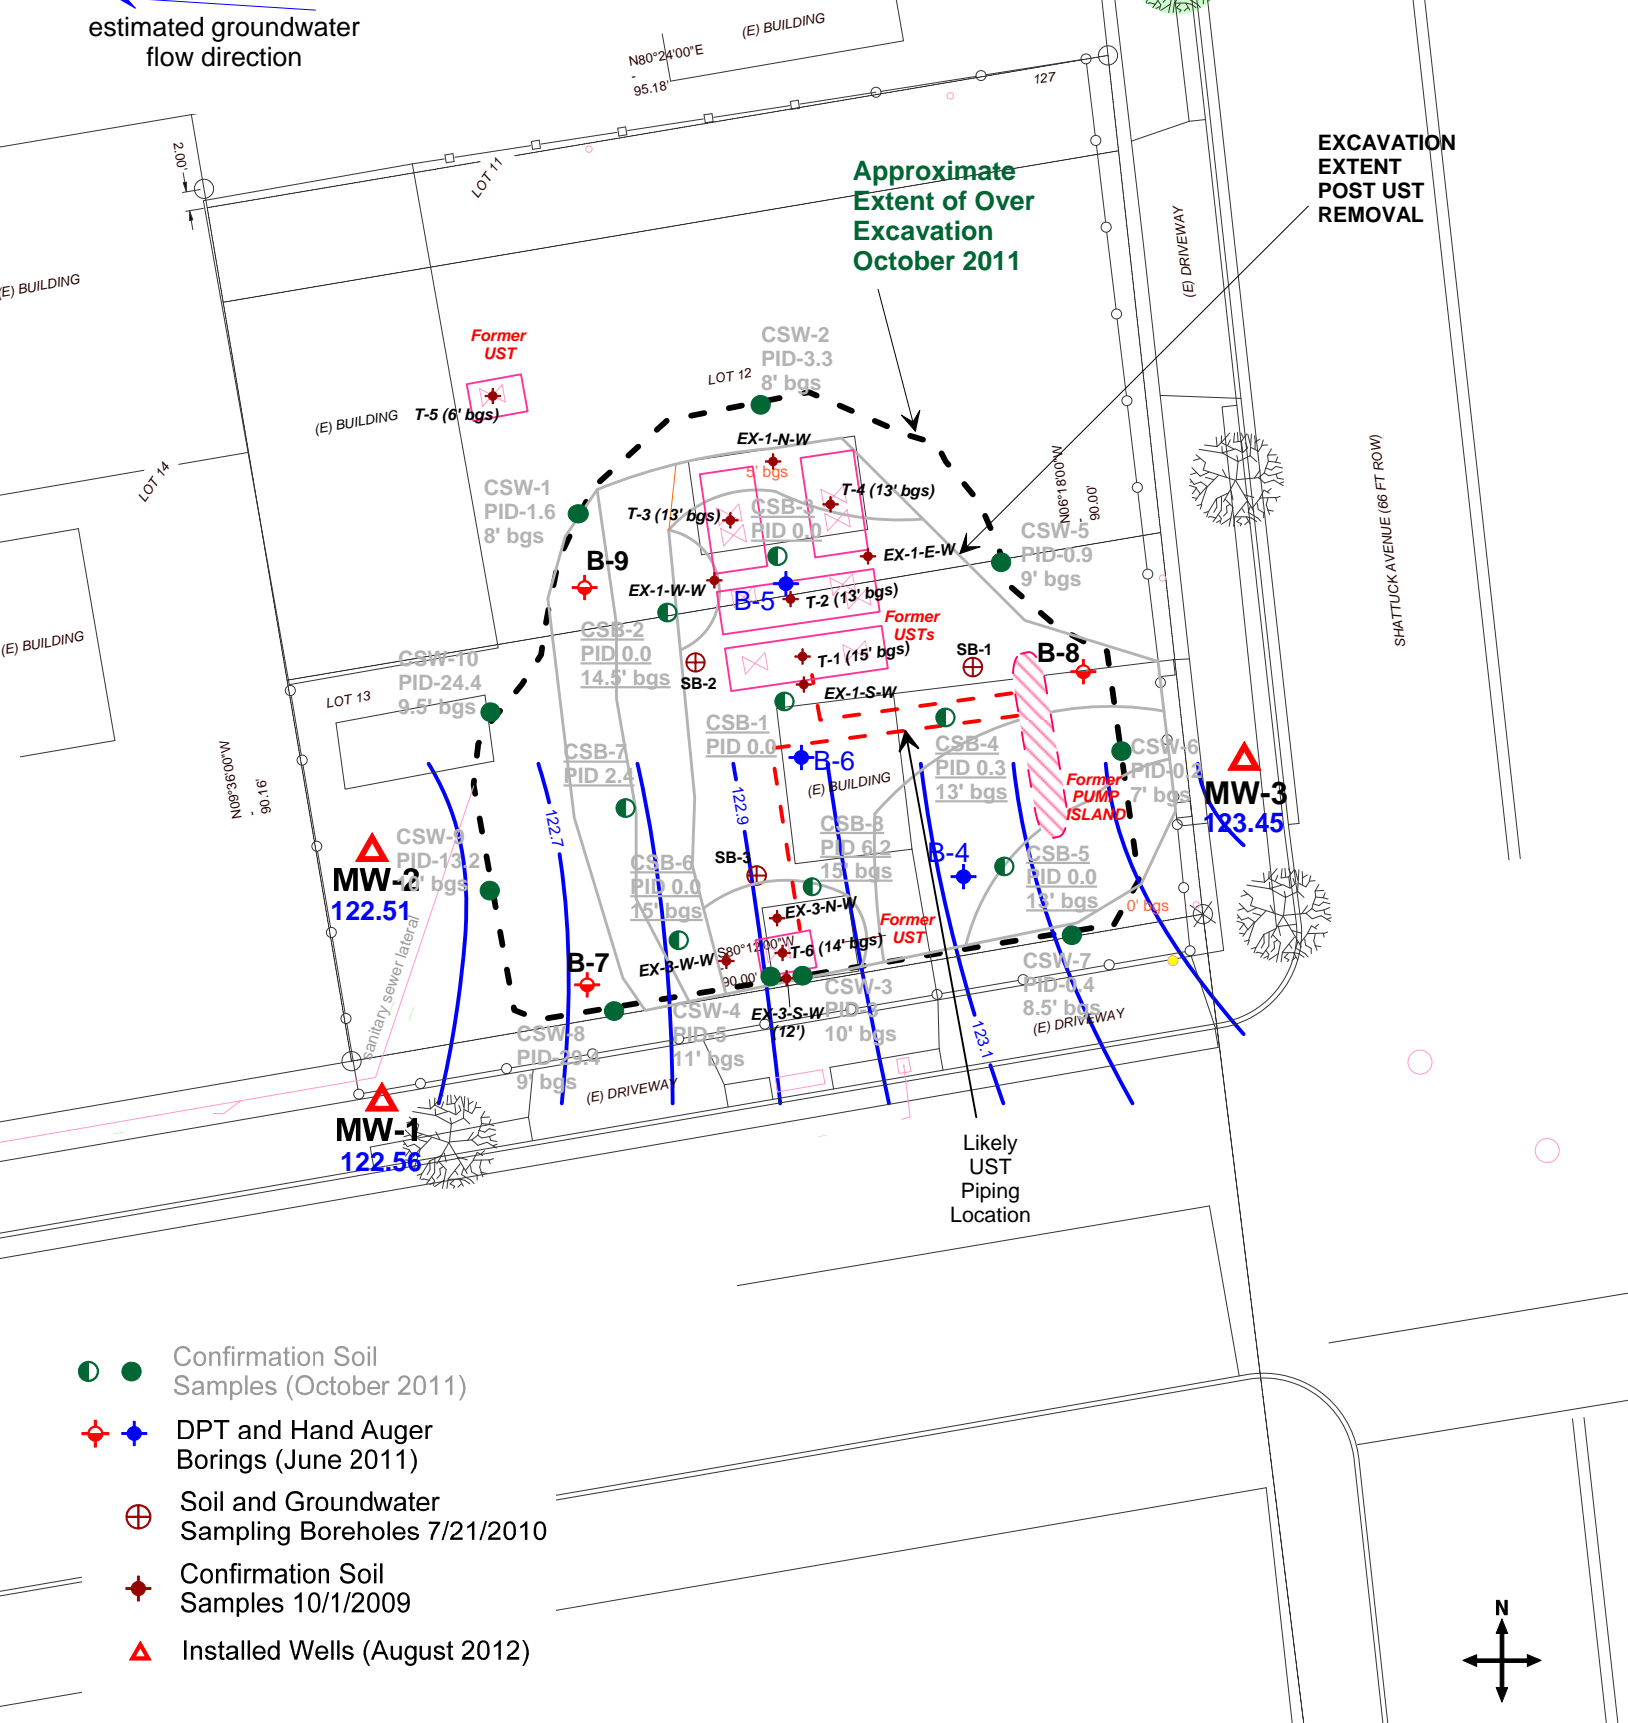 estimated groundwater
flow direction
N80°24'00"E
-
95.18'
(E) BUILDING
127
2.00'
LOT 11
EXCAVATION
EXTENT
POST UST
REMOVAL
Approximate
Extent of Over
Excavation
October 2011
(E) DRIVEWAY
(E) BUILDING
Former
UST
T-5 (6' bgs)
(E) BUILDING
LOT 12
CSW-2
PID-3.3
8' bgs
EX-1-N-W
5' bgs
LOT 14
CSW-1
PID-1.6
8' bgs
T-3 (13' bgs)
T-4 (13' bgs)
CSB-3
PID 0.0
N06°18'00"W
-
90.00'
SHATTUCK AVENUE (66 FT ROW)
CSW-5
PID-0.9
9' bgs
B-9
EX-1-E-W
EX-1-W-W
B-5
T-2 (13' bgs)
Former
USTs
CSB-2
PID 0.0
14.5' bgs
(E) BUILDING
T-1 (15' bgs)
SB-1
B-8
SB-2
EX-1-S-W
CSW-10
PID-24.4
9.5' bgs
LOT 13
CSB-1
PID 0.0
CSB-7
PID 2.4
B-6
CSB-4
PID 0.3
13' bgs
CSW-6
PID-0.2
7' bgs
N09°36'00"W
-
90.16'
(E) BUILDING
Former
PUMP
ISLAND
MW-3
123.45
122.7
122.9
CSW-9
PID-13.2
' bgs
MW-2
122.51
CSB-8
PID 6.2
15' bgs
B-4
SB-3
CSB-6
PID 0.0
15' bgs
CSB-5
PID 0.0
13' bgs
0' bgs
EX-3-N-W
Former
UST
S80°12'00"W
-
90.00'
T-6 (14' bgs)
EX-3-W-W
B-7
sanitary sewer lateral
CSW-7
PID-0.4
8.5' bgs
CSW-3
PID-3
10' bgs
CSW-4
PID-5
11' bgs
EX-3-S-W
(12')
CSW-8
PID-29.4
9' bgs
(E) DRIVEWAY
123.1
(E) DRIVEWAY
MW-1
122.56
Likely
UST
Piping
Location
Confirmation Soil
Samples (October 2011)
DPT and Hand Auger
Borings (June 2011)
Soil and Groundwater
Sampling Boreholes 7/21/2010
Confirmation Soil
Samples 10/1/2009
Installed Wells (August 2012)
N